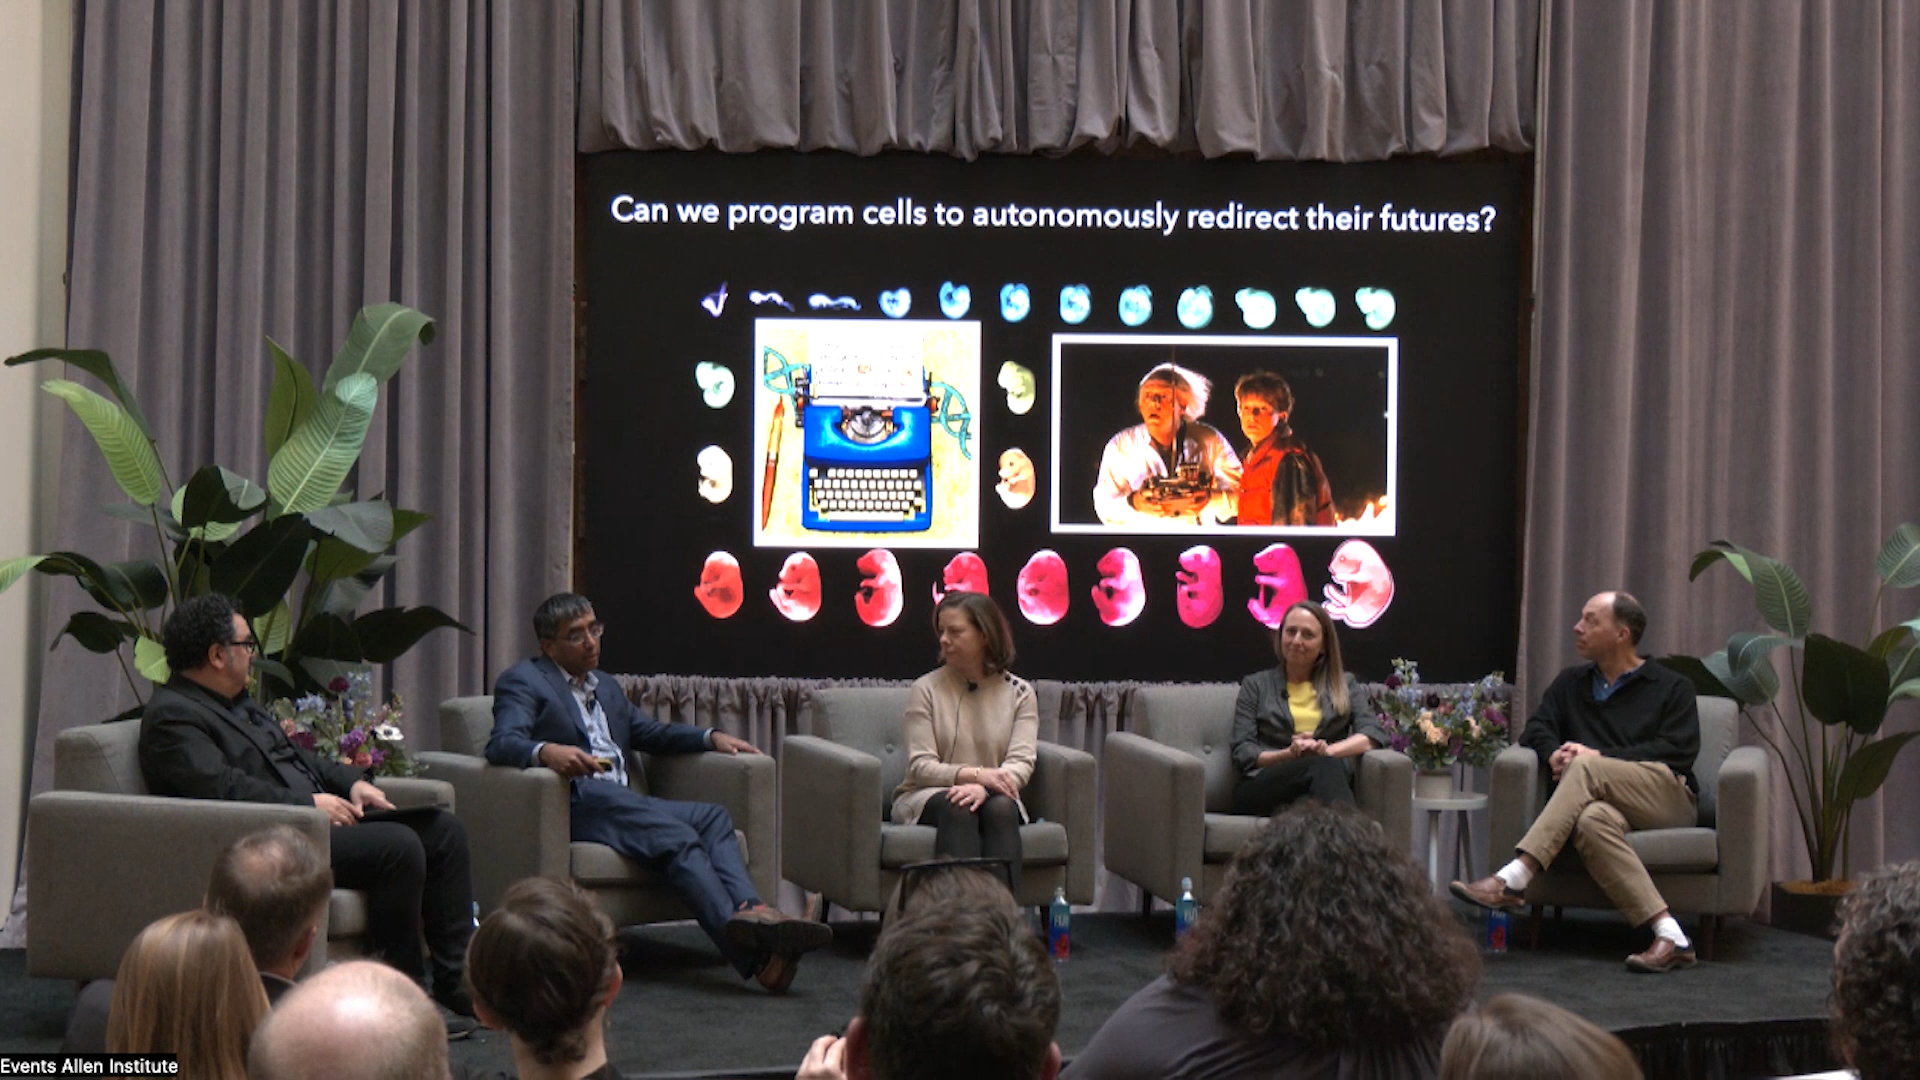 Can we program cells to autonomously redirect their futures?
Events Allen Institute